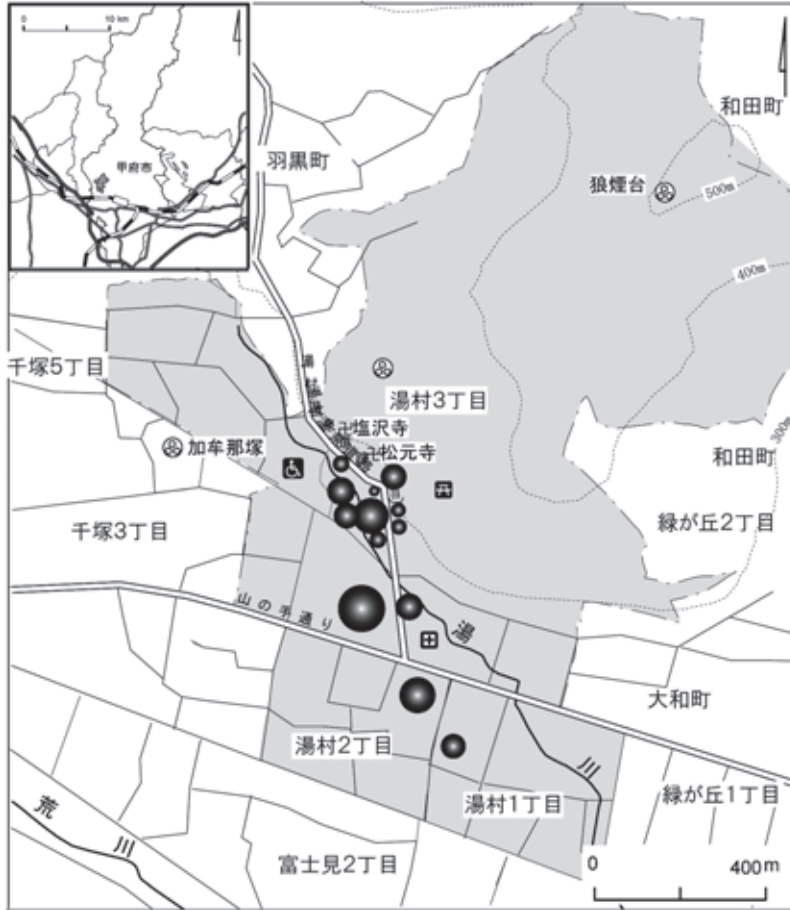 0 10 km
甲府市
和田町
羽黒町
狼煙台
500m
400m
千塚5丁目
湯村3丁目
卍塩沢寺
加牟那塚
卍松元寺
300m
和田町
緑が丘2丁目
千塚3丁目
山の手通り
湯
川
大和町
湯村2丁目
湯村1丁目
緑が丘1丁目
荒
川
富士見2丁目
0 400m